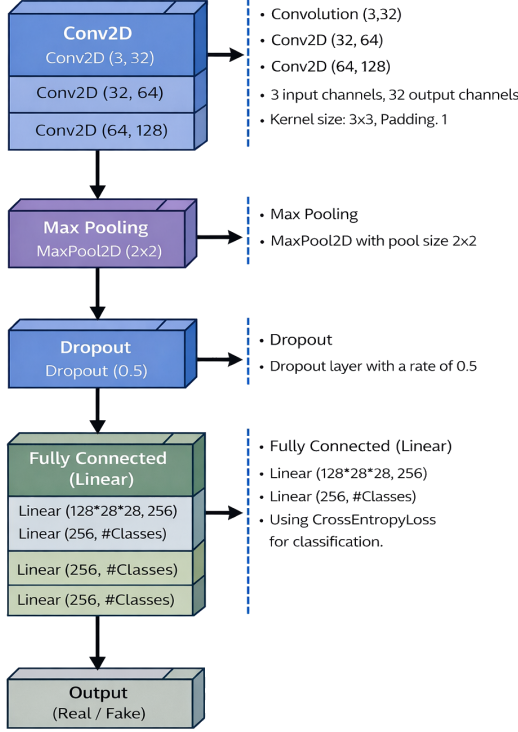 Conv2D
Conv2D (3, 32)
Conv2D (32, 64)
Conv2D (64, 128)
• Convolution (3,32)
• Conv2D (32, 64)
• Conv2D (64, 128)
• 3 input channels, 32 output channels
• Kernel size: 3x3, Padding. 1
Max Pooling
MaxPool2D (2x2)
• Max Pooling
• MaxPool2D with pool size 2x2
Dropout
Dropout (0.5)
• Dropout
• Dropout layer with a rate of 0.5
Fully Connected
(Linear)
Linear (128*28*28, 256)
Linear (256, #Classes)
Linear (256, #Classes)
Linear (256, #Classes)
• Fully Connected (Linear)
• Linear (128*28*28, 256)
• Linear (256, #Classes)
• Using CrossEntropyLoss
for classification.
Output
(Real / Fake)